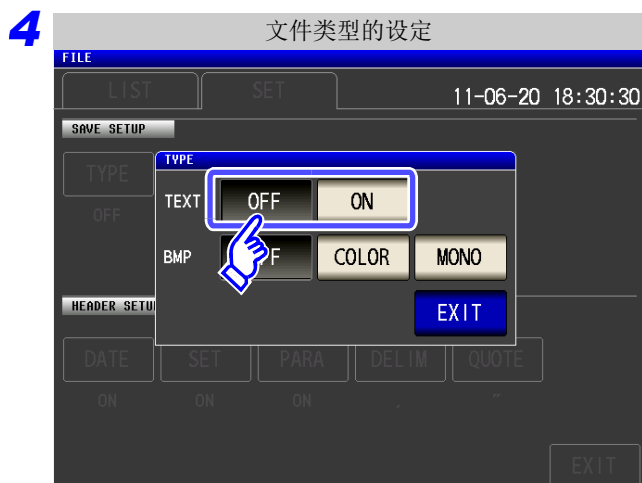 4 文件类型的设定
FILE
LIST SET 11-06-20 18:30:30
SAVE SETUP
TYPE
OFF
TYPE
TEXT OFF ON
BMP COLOR MONO
EXIT
DATE SET PARA DELIM QUOTE
ON ON ON , ”
EXIT